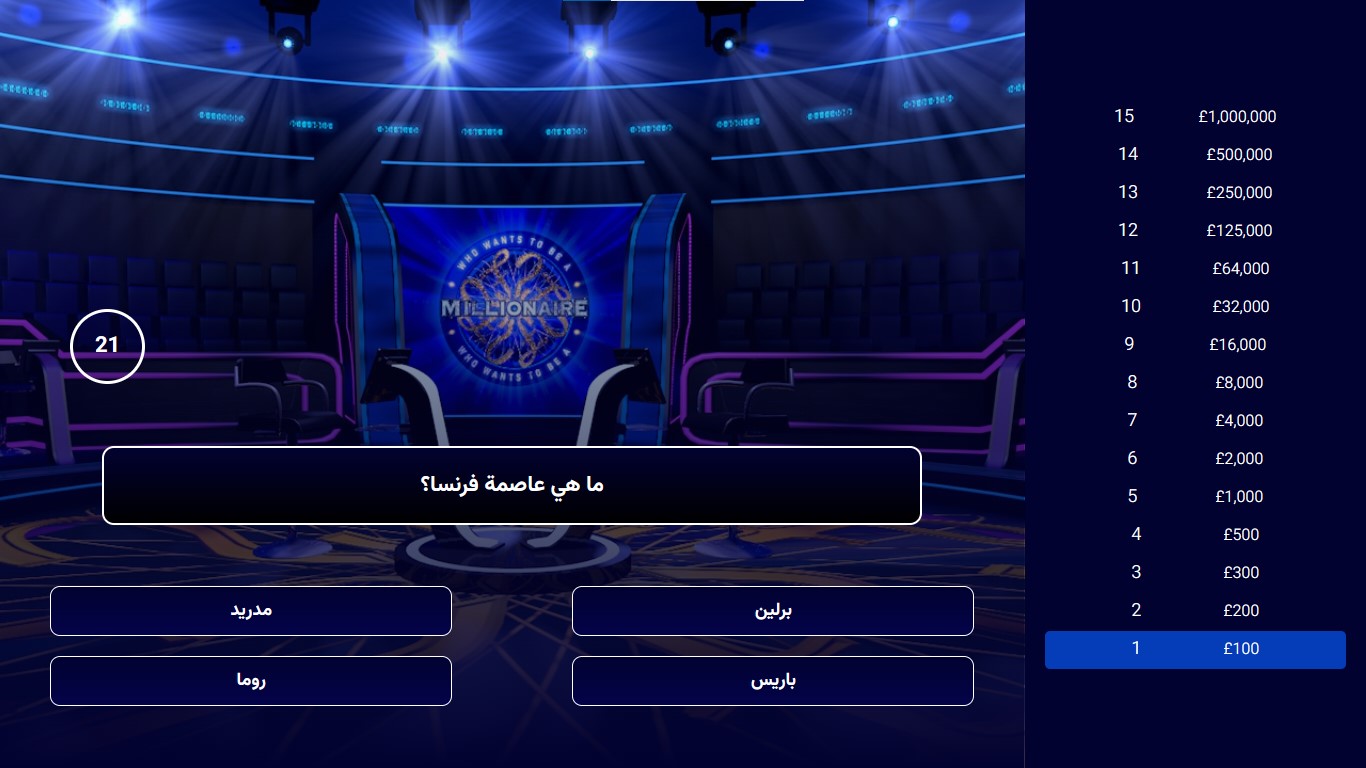 WHO WANTS TO BE A
MILLIONAIRE
WHO WANTS TO BE A
21
ما هي عاصمة فرنسا؟
مدريد
برلين
روما
باريس
15 £1,000,000
14 £500,000
13 £250,000
12 £125,000
11 £64,000
10 £32,000
9 £16,000
8 £8,000
7 £4,000
6 £2,000
5 £1,000
4 £500
3 £300
2 £200
1 £100